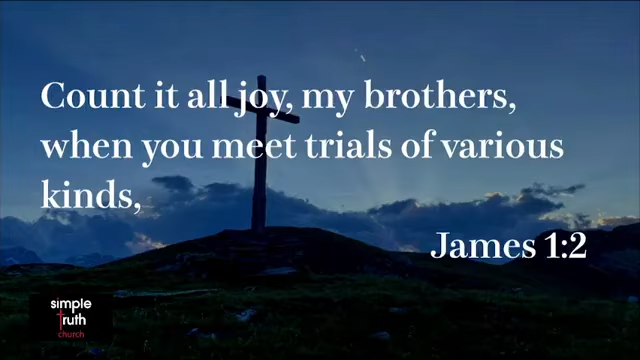 Count it all joy, my brothers,
when you meet trials of various
kinds,
James 1:2
simple
truth
church